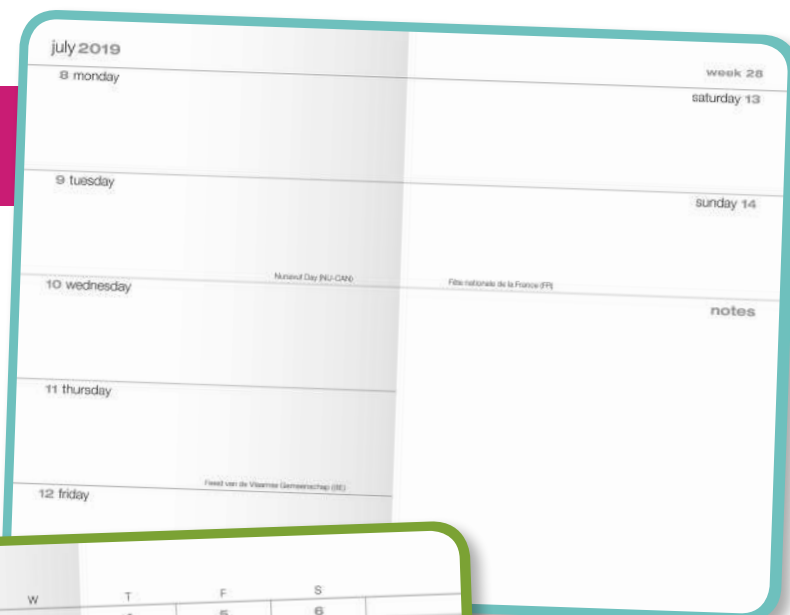 july 2019
8 monday
9 tuesday
Nunavut Day (NU-CAN)
10 wednesday
11 thursday
Feest van de Vlaamse Gemeenschap (BE)
12 friday
week 28
saturday 13
sunday 14
Fête nationale de la France (FR)
notes
W T F S
5 6